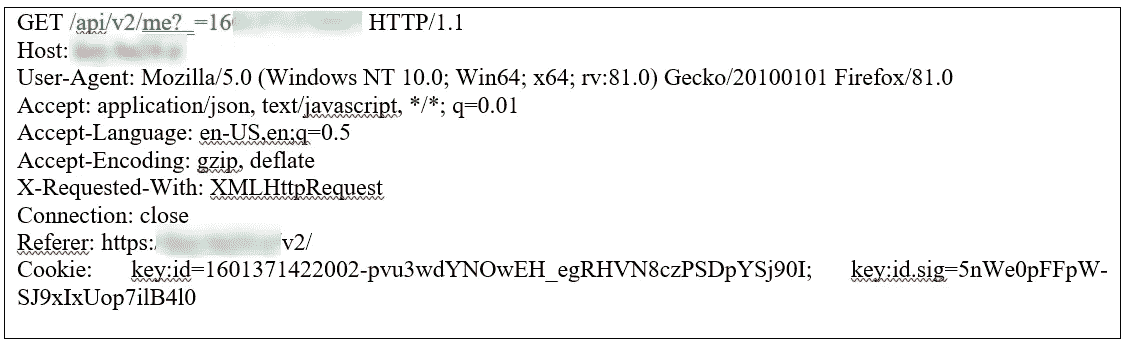 GET /api/v2/me?_=16 HTTP/1.1
Host:
User-Agent: Mozilla/5.0 (Windows NT 10.0; Win64; x64; rv:81.0) Gecko/20100101 Firefox/81.0
Accept: application/json, text/javascript, */*; q=0.01
Accept-Language: en-US,en;q=0.5
Accept-Encoding: gzip, deflate
X-Requested-With: XMLHttpRequest
Connection: close
Referer: https:/ v2/
Cookie: key:id=1601371422002-pvu3wdYNOwEH_egRHVN8czPSDpYSj90I; key:id.sig=5nWe0pFFpW-
SJ9xIxUop7ilB4l0